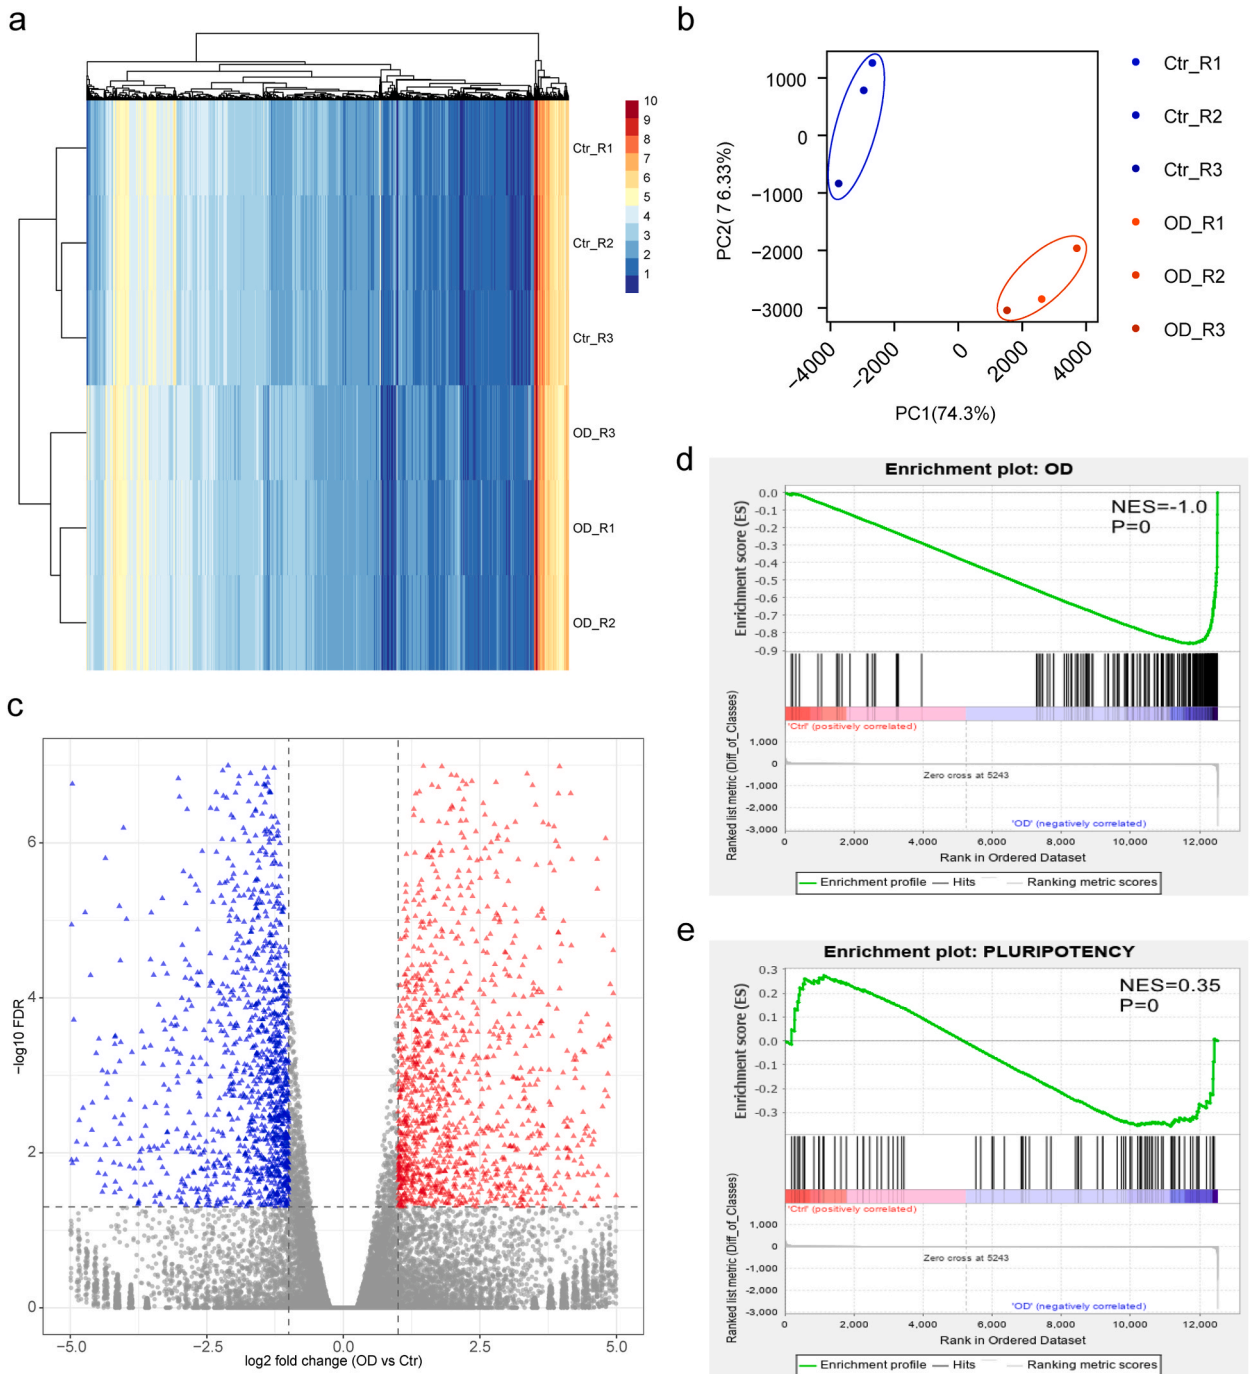 a
10
9
8
7
6
5
4
3
2
1
Ctr_R1
Ctr_R2
Ctr_R3
OD_R3
OD_R1
OD_R2
b
1000
0
−1000
−2000
−3000
PC2( 7 6.33%)
−4000
−2000
0
2000
4000
PC1(74.3%)
Ctr_R1
Ctr_R2
Ctr_R3
OD_R1
OD_R2
OD_R3
c
6
4
2
0
−log10 FDR
−5.0
−2.5
0.0
2.5
5.0
log2 fold change (OD vs Ctr)
d
Enrichment plot: OD
NES=-1.0
P=0
Enrichment score (ES)
0.0
-0.1
-0.2
-0.3
-0.4
-0.5
-0.6
-0.7
-0.8
-0.9
'Ctrl' (positively correlated)
Ranked list metric (Diff_of_Classes)
1,000
0
-1,000
-2,000
-3,000
Zero cross at 5243
'OD' (negatively correlated)
0
2,000
4,000
6,000
8,000
10,000
12,000
Rank in Ordered Dataset
Enrichment profile
Hits
Ranking metric scores
e
Enrichment plot: PLURIPOTENCY
NES=0.35
P=0
Enrichment score (ES)
0.3
0.2
0.1
0.0
-0.1
-0.2
-0.3
'Ctrl' (positively correlated)
Ranked list metric (Diff_of_Classes)
1,000
0
-1,000
-2,000
-3,000
Zero cross at 5243
'OD' (negatively correlated)
0
2,000
4,000
6,000
8,000
10,000
12,000
Rank in Ordered Dataset
Enrichment profile
Hits
Ranking metric scores